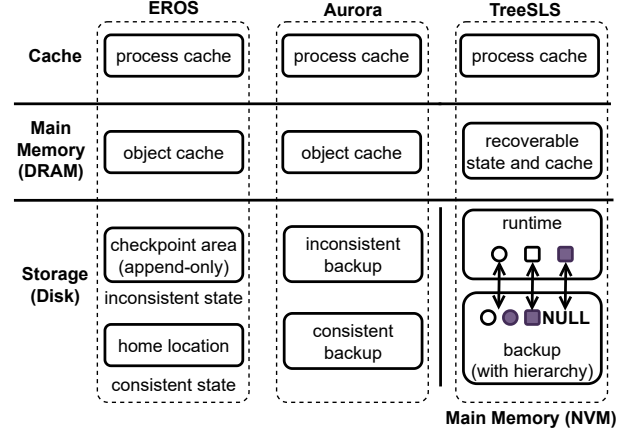 EROS Aurora TreeSLS
Cache process cache process cache process cache
Main
Memory
(DRAM)
object cache object cache
recoverable
state and cache
Storage
(Disk)
checkpoint area
(append-only)
inconsistent state
home location
consistent state
inconsistent
backup
consistent
backup
runtime
NULL
backup
(with hierarchy)
Main Memory (NVM)